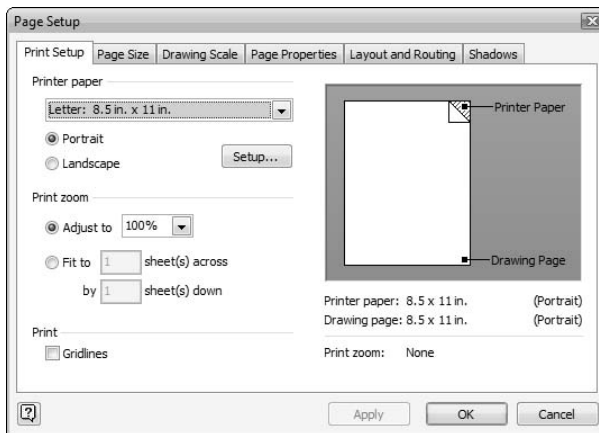 Page Setup
Print Setup
Page Size
Drawing Scale
Page Properties
Layout and Routing
Shadows
Printer paper
Letter: 8.5 in. x 11 in.
Portrait
Landscape
Setup...
Print zoom
Adjust to 100%
Fit to 1 sheet(s) across
by 1 sheet(s) down
Print
Gridlines
Printer Paper
Drawing Page
Printer paper: 8.5 x 11 in. (Portrait)
Drawing page: 8.5 x 11 in. (Portrait)
Print zoom: None
?
Apply
OK
Cancel